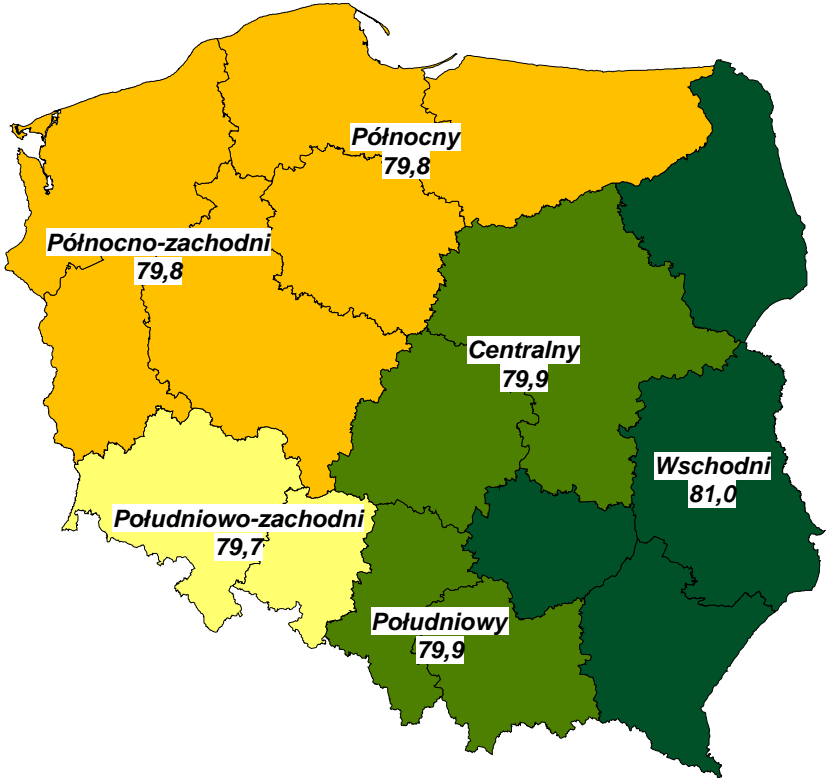 Północny
79,8
Północno-zachodni
79,8
Centralny
79,9
Wschodni
81,0
Południowo-zachodni
79,7
Południowy
79,9